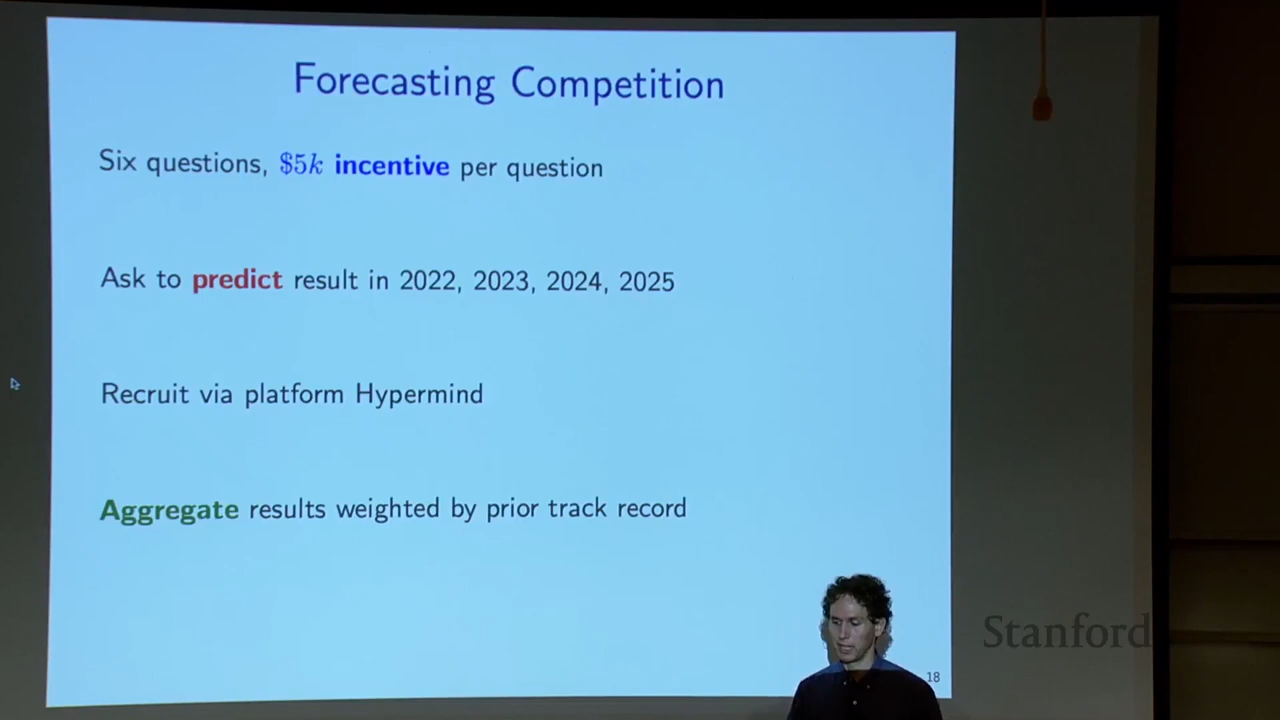 Forecasting Competition
Six questions, $5k incentive per question
Ask to predict result in 2022, 2023, 2024, 2025
Recruit via platform Hypermind
Aggregate results weighted by prior track record
18
Stanford